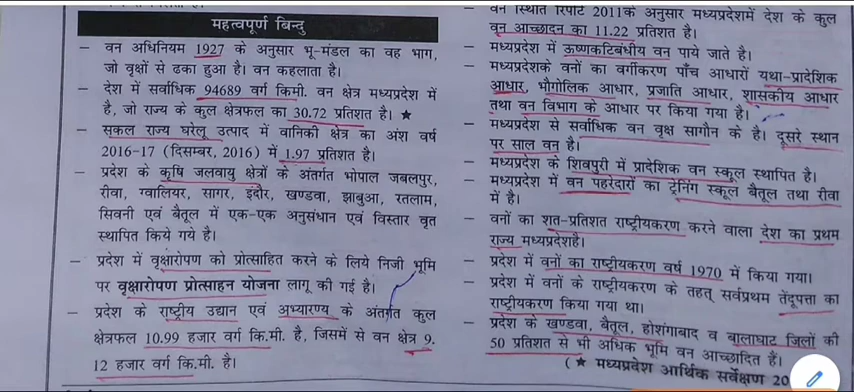 महत्वपूर्ण बिन्दु
– वन अधिनियम 1927 के अनुसार भू-मंडल का वह भाग,
जो वृक्षों से ढका हुआ है। वन कहलाता है।
– देश में सर्वाधिक 94689 वर्ग किमी. वन क्षेत्र मध्यप्रदेश में
है, जो राज्य के कुल क्षेत्रफल का 30.72 प्रतिशत है। ★
– सकल राज्य घरेलू उत्पाद में वानिकी क्षेत्र का अंश वर्ष
2016-17 (दिसम्बर, 2016) में 1.97 प्रतिशत है।
– प्रदेश के कृषि जलवायु क्षेत्रों के अंतर्गत भोपाल जबलपुर,
रीवा, ग्वालियर, सागर, इंदौर, खण्डवा, झाबुआ, रतलाम,
सिवनी एवं बैतूल में एक-एक अनुसंधान एवं विस्तार वृत
स्थापित किये गये है।
– प्रदेश में वृक्षारोपण को प्रोत्साहित करने के लिये निजी भूमि
पर वृक्षारोपण प्रोत्साहन योजना लागू की गई है।
– प्रदेश के राष्ट्रीय उद्यान एवं अभ्यारण्य के अंतर्गत कुल
क्षेत्रफल 10.99 हजार वर्ग कि.मी. है, जिसमें से वन क्षेत्र 9.
12 हजार वर्ग कि.मी. है।
– वन स्थिति रिपोर्ट 2011के अनुसार मध्यप्रदेशमें देश के कुल
वन आच्छादन का 11.22 प्रतिशत है।
– मध्यप्रदेश में ऊष्णकटिबंधीय वन पाये जाते है।
– मध्यप्रदेशके वनों का वर्गीकरण पाँच आधारों यथा-प्रादेशिक
आधार, भौगोलिक आधार, प्रजाति आधार, शासकीय आधार
तथा वन विभाग के आधार पर किया गया है।
– मध्यप्रदेश से सर्वाधिक वन वृक्ष सागौन के है। दूसरे स्थान
पर साल वन है।
– मध्यप्रदेश के शिवपुरी में प्रादेशिक वन स्कूल स्थापित है।
– मध्यप्रदेश में वन पहरेदारों का ट्रेनिंग स्कूल बैतूल तथा रीवा
में है।
– वनों का शत-प्रतिशत राष्ट्रीयकरण करने वाला देश का प्रथम
राज्य मध्यप्रदेशहै।
– प्रदेश में वनों का राष्ट्रीयकरण वर्ष 1970 में किया गया।
– प्रदेश में वनों के राष्ट्रीयकरण के तहत् सर्वप्रथम तेंदूपत्ता का
राष्ट्रीयकरण किया गया था।
– प्रदेश के खण्डवा, बैतूल, होशंगाबाद व बालाघाट जिलों की
50 प्रतिशत से भी अधिक भूमि वन आच्छादित है।
(★ मध्यप्रदेश आर्थिक सर्वेक्षण 20